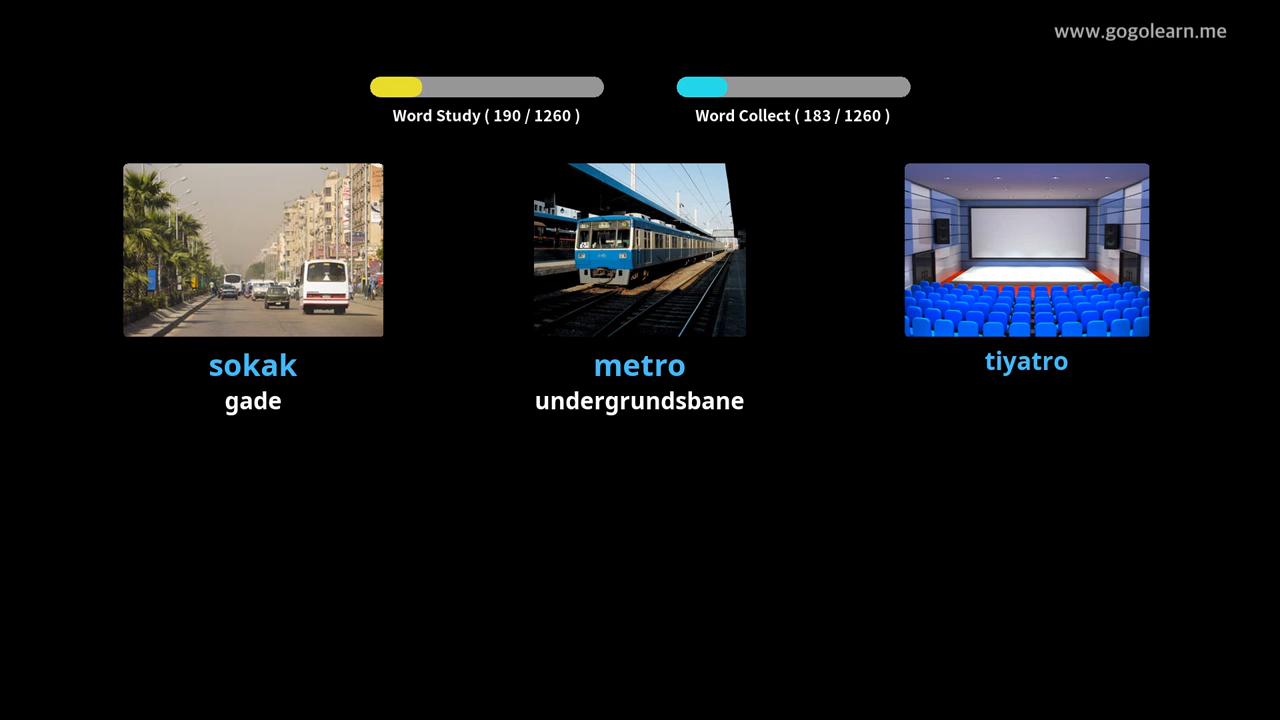 www.gogolearn.me
Word Study ( 190 / 1260 )
Word Collect ( 183 / 1260 )
sokak
metro
tiyatro
gade
undergrundsbane